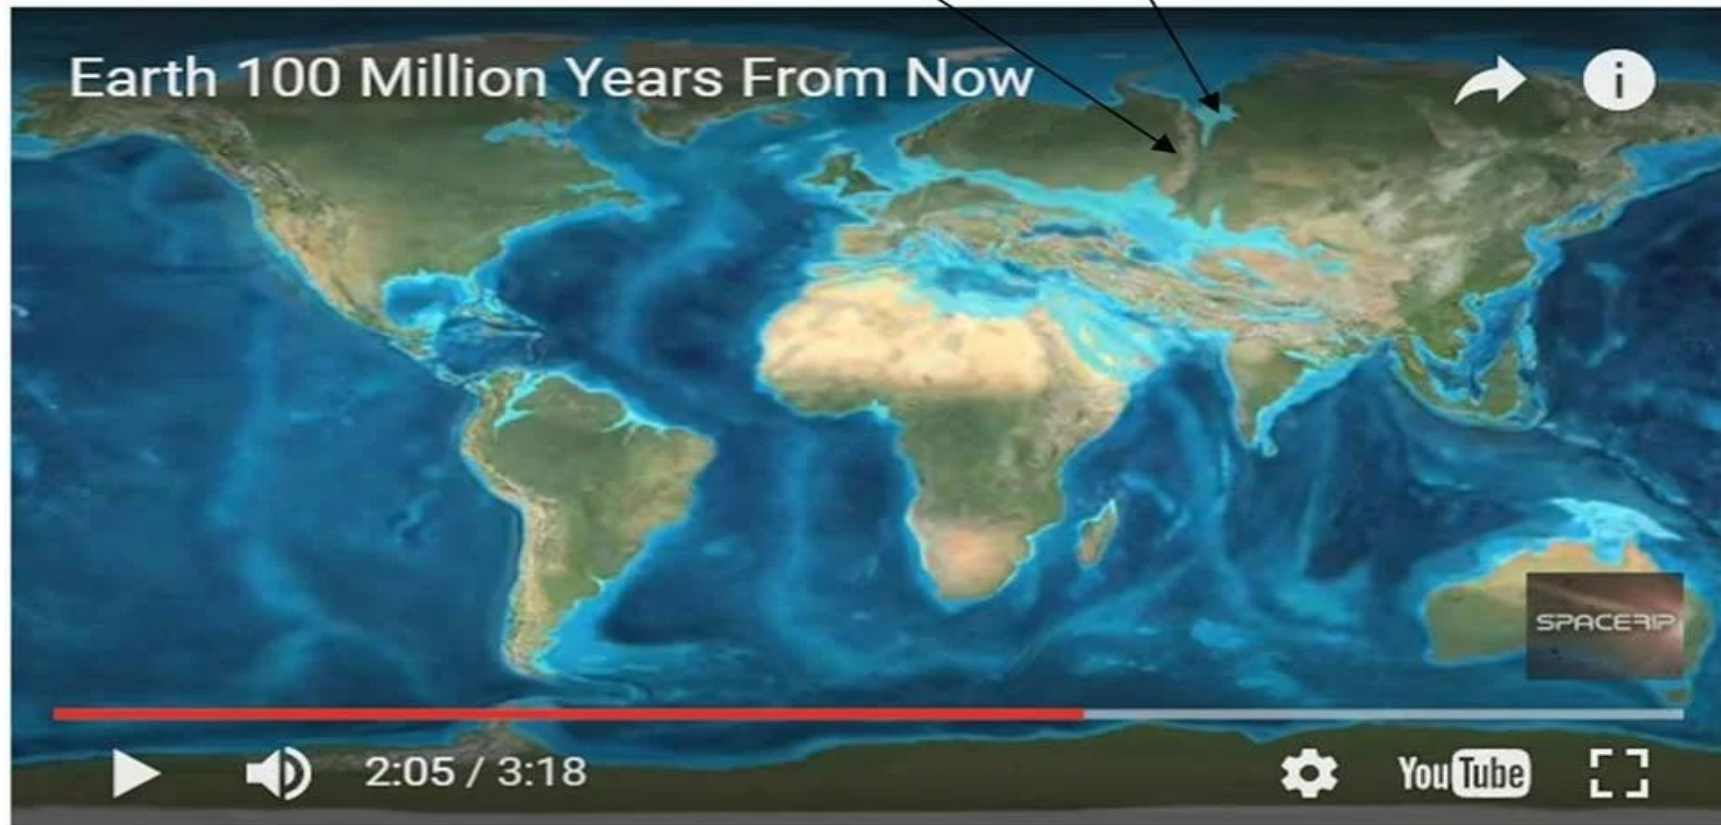 Earth 100 Million Years From Now
i
SPACERIP
2:05 / 3:18
YouTube